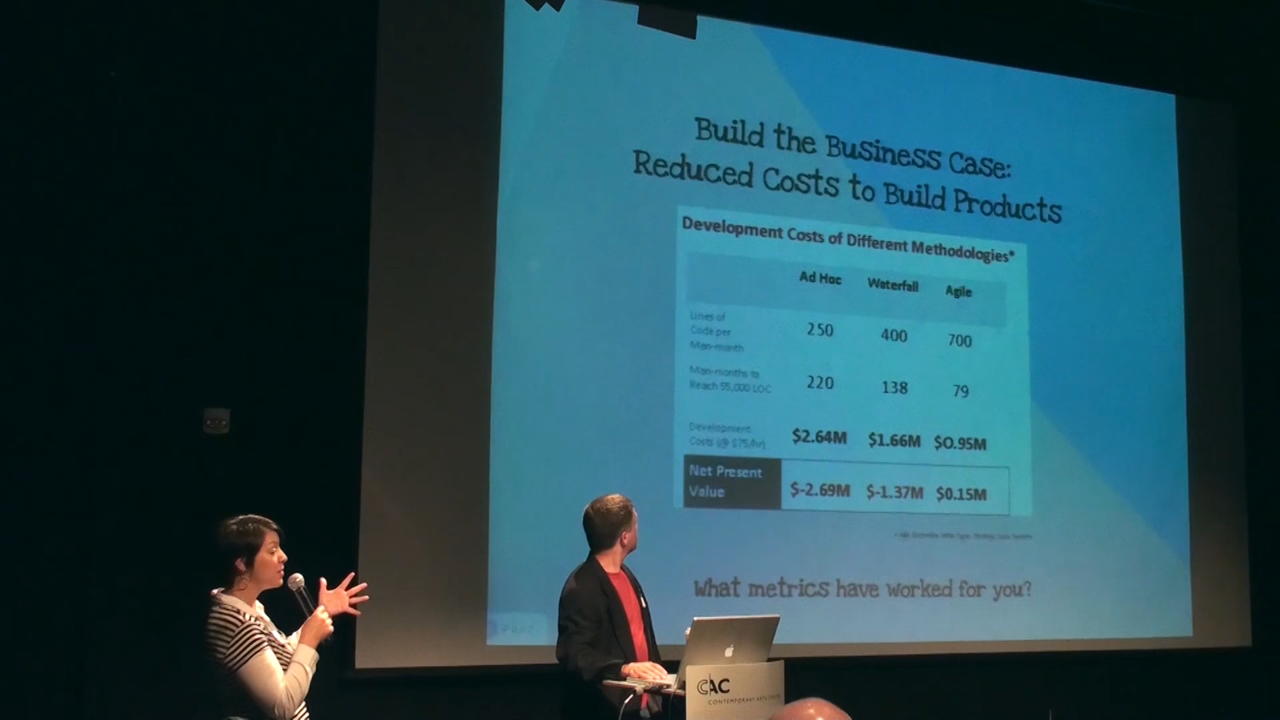 Build the Business Case:
Reduced Costs to Build Products
Development Costs of Different Methodologies*
Ad Hoc Waterfall Agile
Lines of
Code per
Man-month
250 400 700
Man-months to
Reach 55,000 LOC
220 138 79
Development
Costs (@ $75/hr)
$2.64M $1.66M $0.95M
Net Present
Value
$-2.69M $-1.37M $0.15M
What metrics have worked for you?
CAC
CONTEMPORARY ARTS